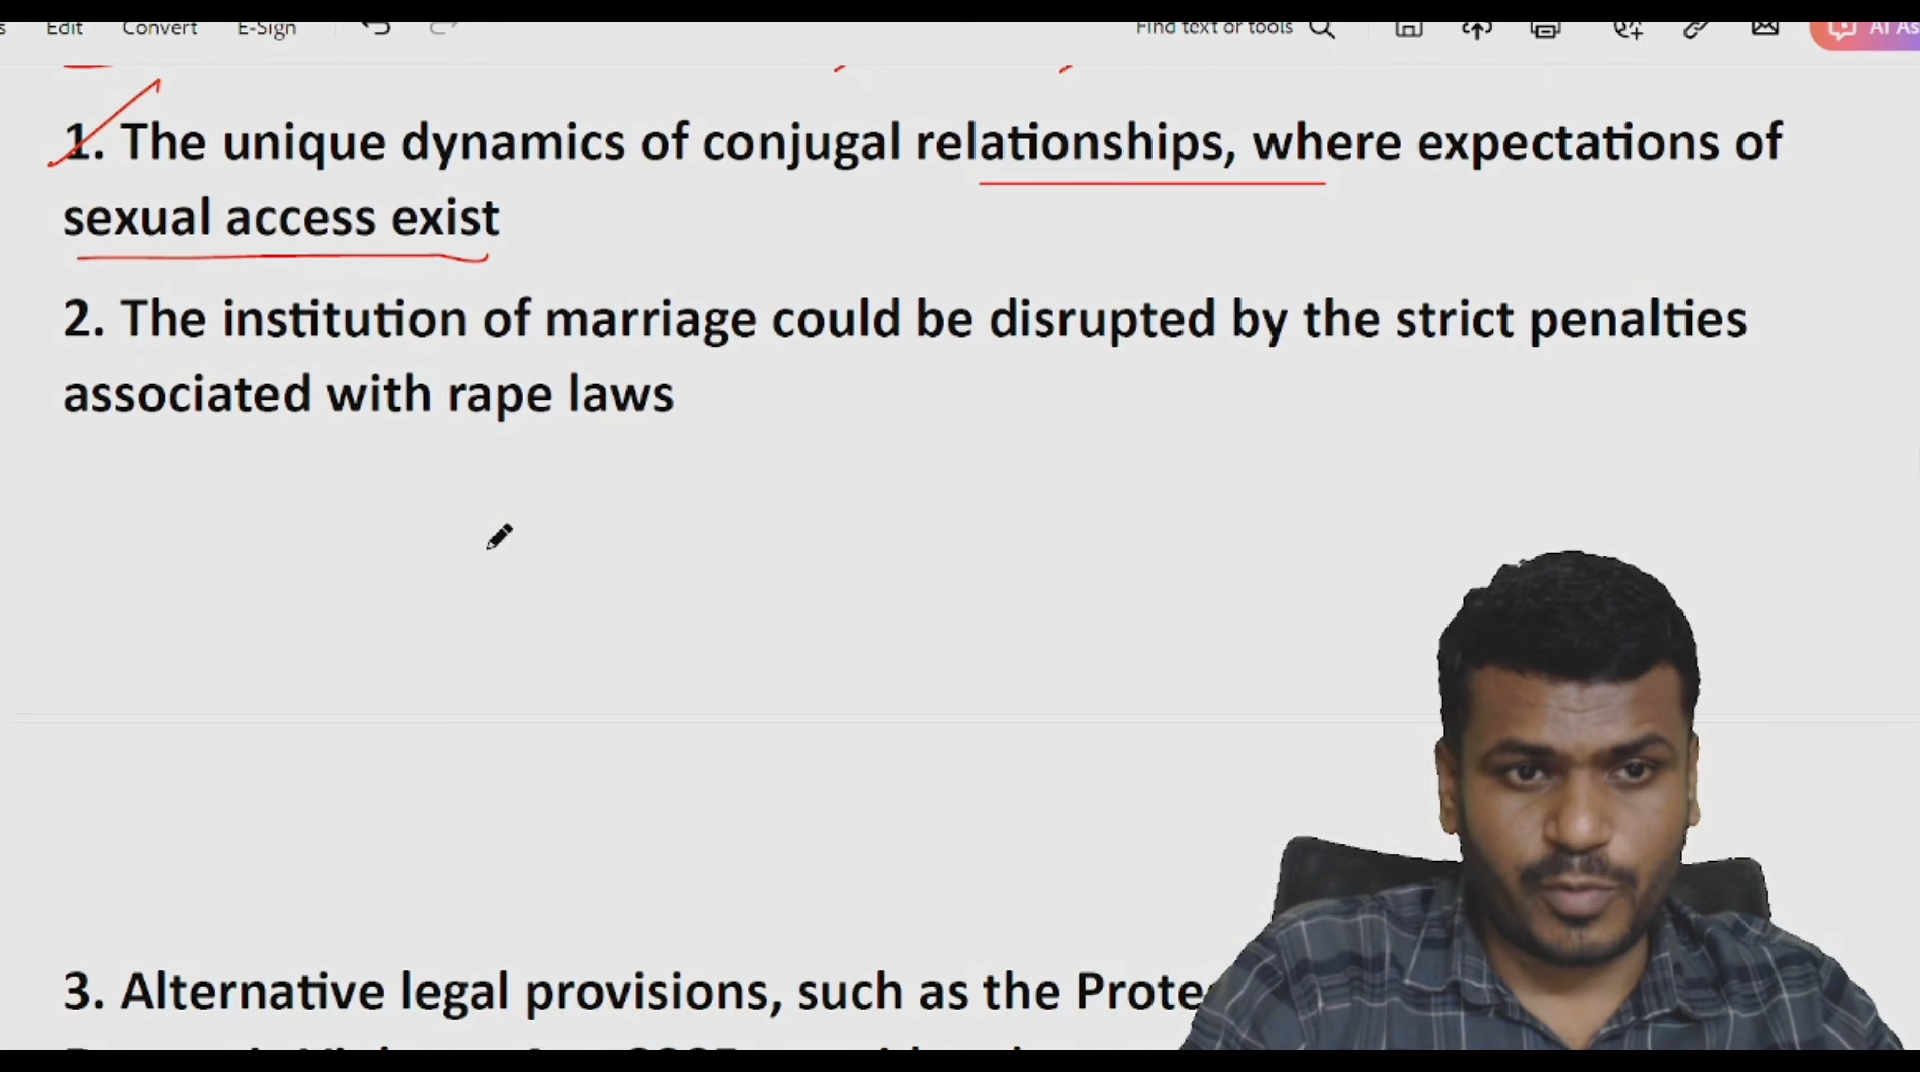 Edit Convert E-Sign Find text or tools
1. The unique dynamics of conjugal relationships, where expectations of
sexual access exist
2. The institution of marriage could be disrupted by the strict penalties
associated with rape laws
3. Alternative legal provisions, such as the